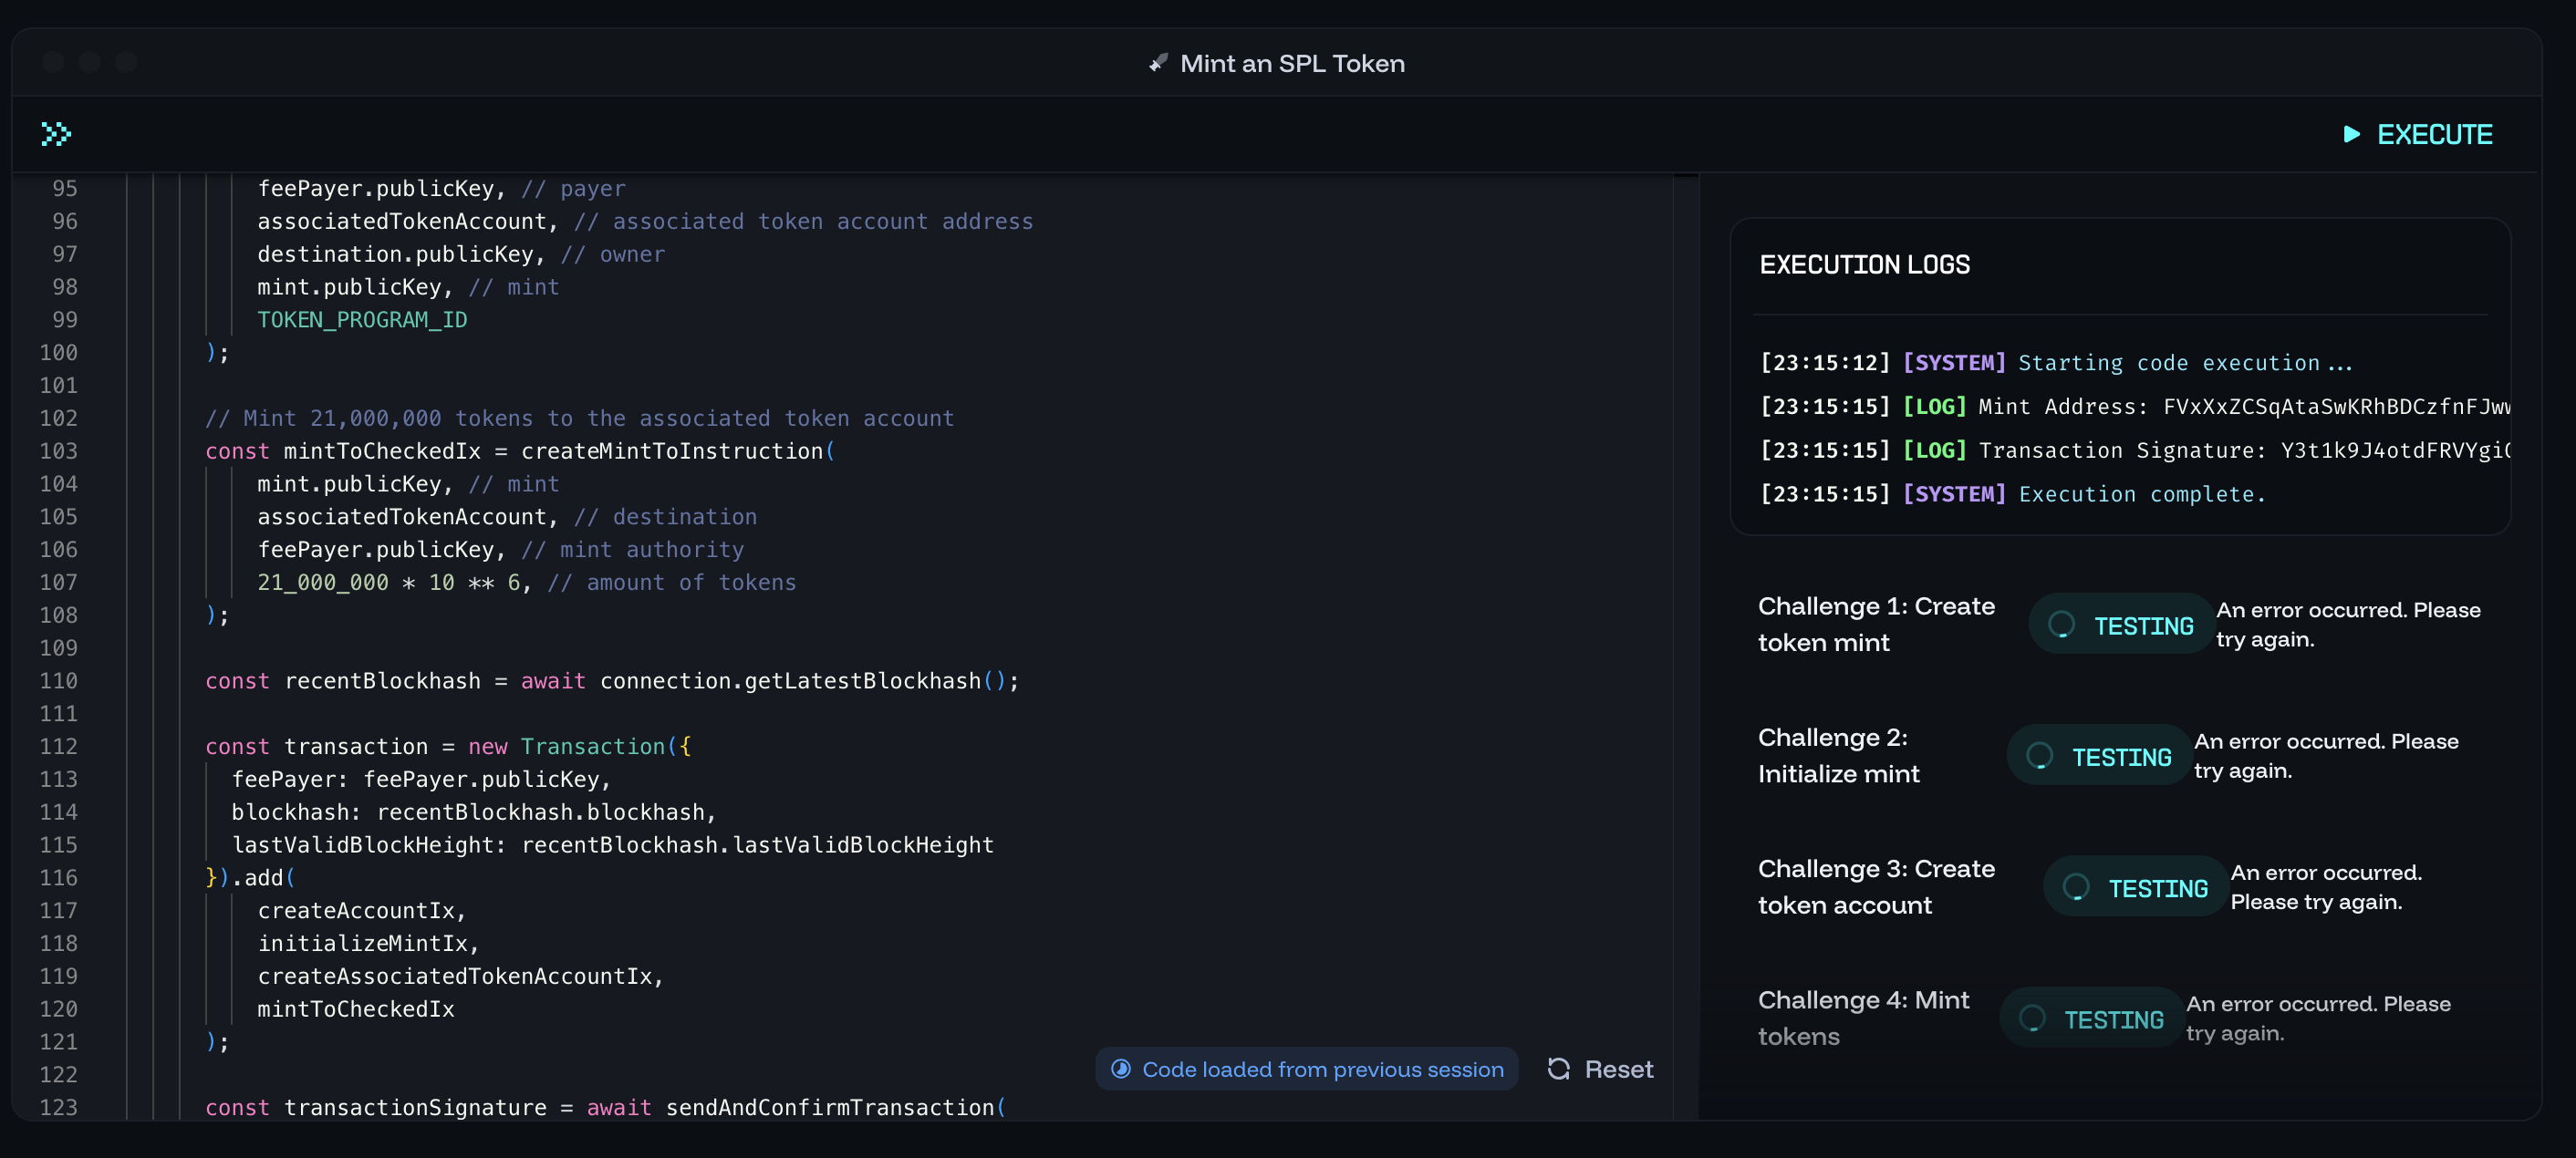 Mint an SPL Token
EXECUTE
95 feePayer.publicKey, // payer
96 associatedTokenAccount, // associated token account address
97 destination.publicKey, // owner
98 mint.publicKey, // mint
99 TOKEN_PROGRAM_ID
100 );
101
102 // Mint 21,000,000 tokens to the associated token account
103 const mintToCheckedIx = createMintToInstruction(
104 mint.publicKey, // mint
105 associatedTokenAccount, // destination
106 feePayer.publicKey, // mint authority
107 21_000_000 * 10 ** 6, // amount of tokens
108 );
109
110 const recentBlockhash = await connection.getLatestBlockhash();
111
112 const transaction = new Transaction({
113 feePayer: feePayer.publicKey,
114 blockhash: recentBlockhash.blockhash,
115 lastValidBlockHeight: recentBlockhash.lastValidBlockHeight
116 }).add(
117 createAccountIx,
118 initializeMintIx,
119 createAssociatedTokenAccountIx,
120 mintToCheckedIx
121 );
122
123 const transactionSignature = await sendAndConfirmTransaction(
Code loaded from previous session
Reset
EXECUTION LOGS
[23:15:12] [SYSTEM] Starting code execution...
[23:15:15] [LOG] Mint Address: FVxXxZCSqAtaSwKRhBDCzfnFJw
[23:15:15] [LOG] Transaction Signature: Y3t1k9J4otdFRVYgi
[23:15:15] [SYSTEM] Execution complete.
Challenge 1: Create
token mint
TESTING
An error occurred. Please
try again.
Challenge 2:
Initialize mint
TESTING
An error occurred. Please
try again.
Challenge 3: Create
token account
TESTING
An error occurred.
Please try again.
Challenge 4: Mint
tokens
TESTING
An error occurred. Please
try again.